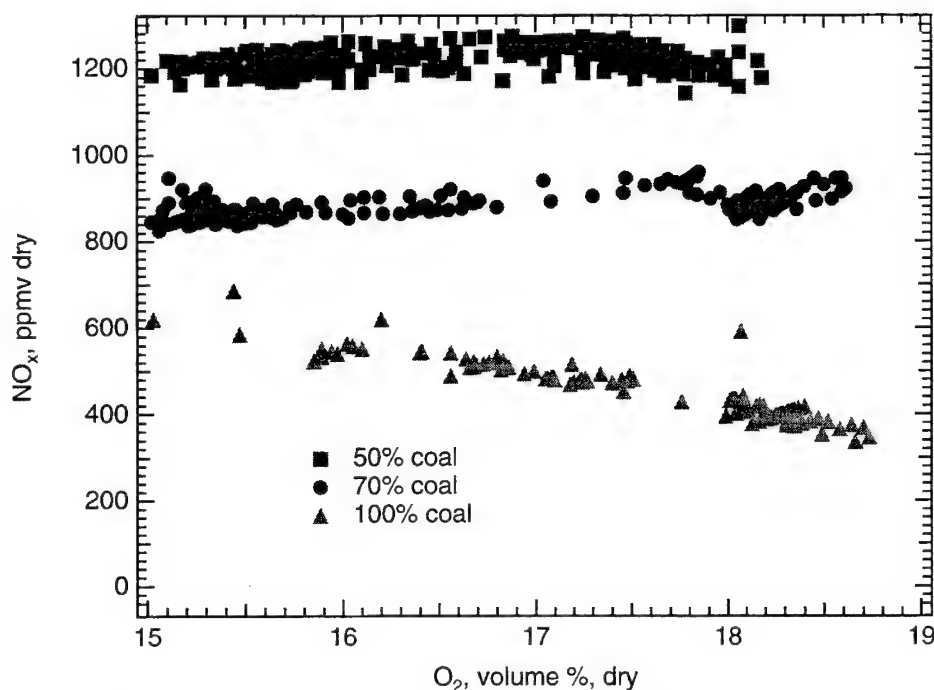 1200
1000
800
600
400
200
0
NOx, ppmv dry
50% coal
70% coal
100% coal
15 16 17 18 19
O2, volume %, dry